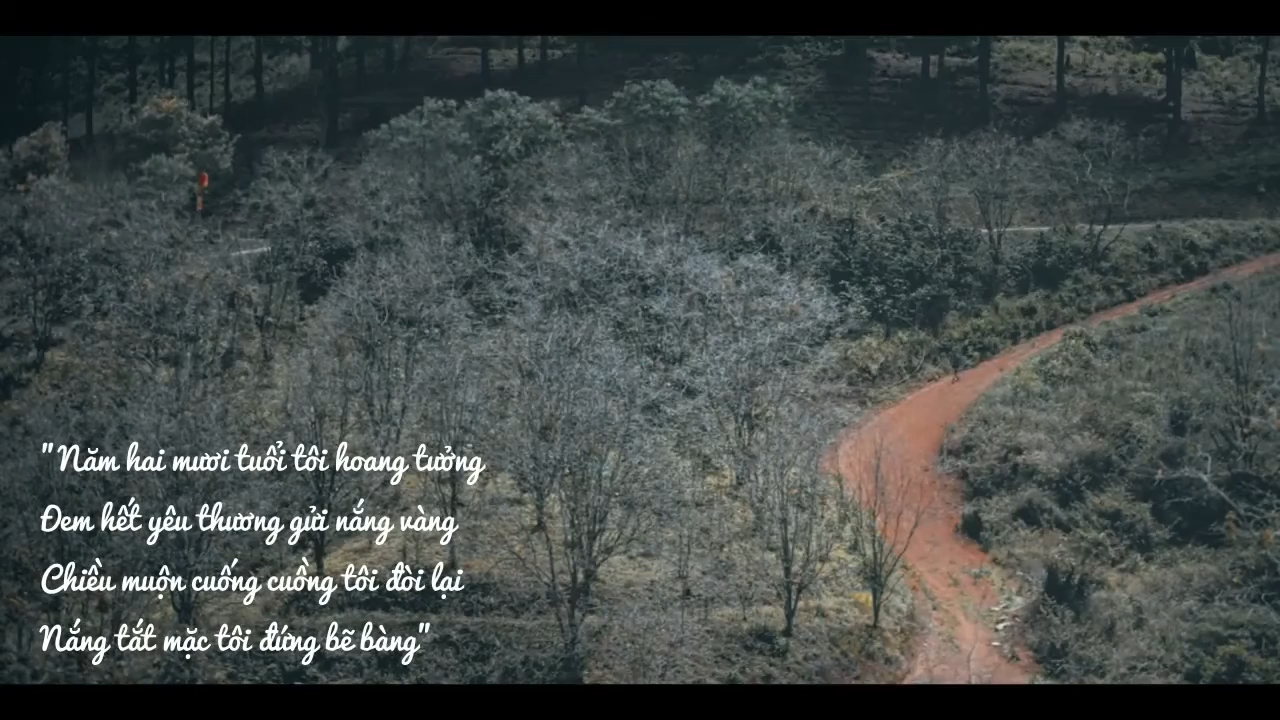 "Năm hai mươi tuổi tôi hoang tưởng
Đem hết yêu thương gửi nắng vàng
Chiều muộn cuống cuồng tôi đòi lại
Nắng tắt mặc tôi đứng bẽ bàng"